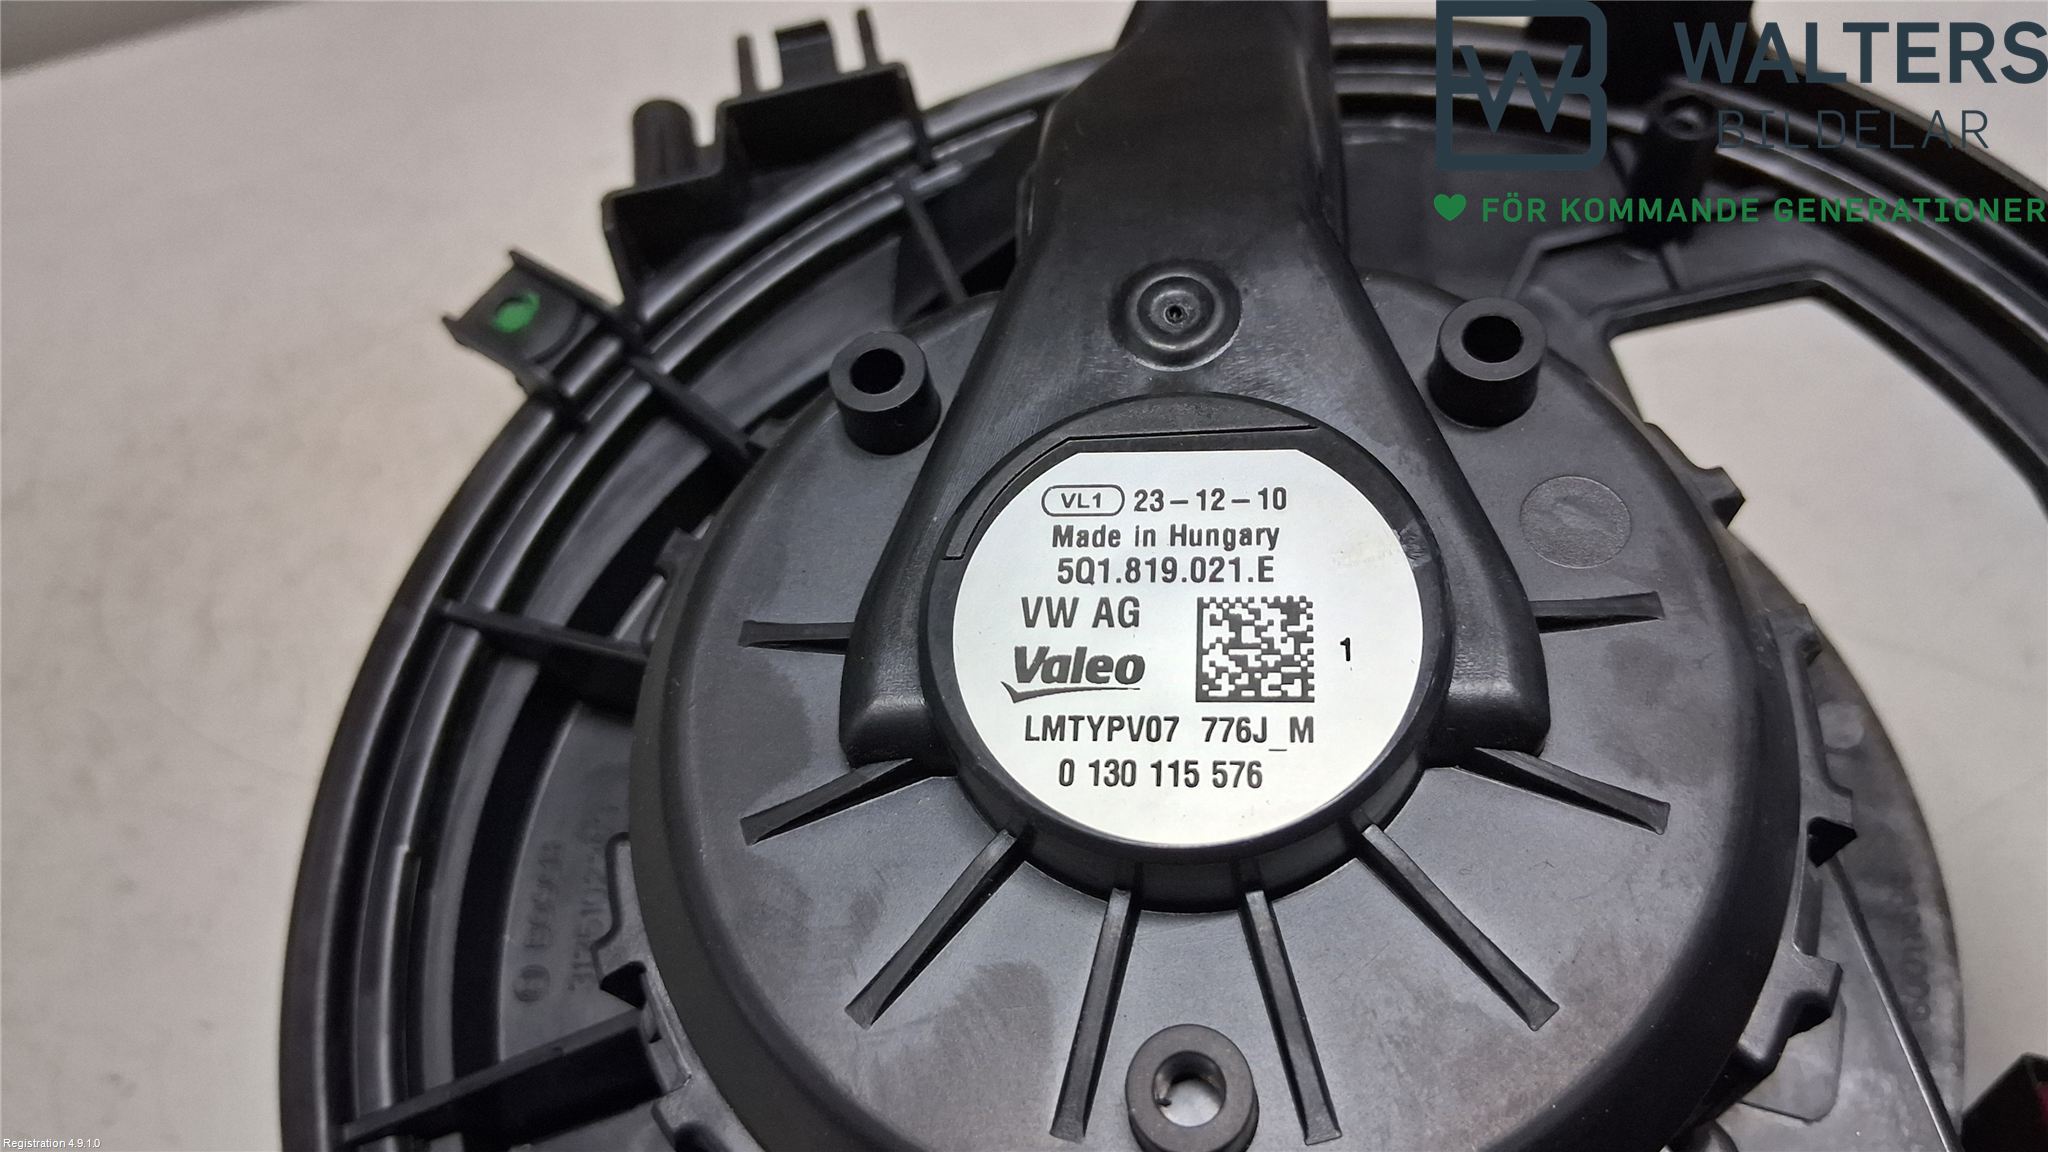 WALTERS
BILDELAR
FÖR KOMMANDE GENERATIONER
VL1 23-12-10
Made in Hungary
5Q1.819.021.E
VW AG
Valeo
1
LMTYPV07 776J_M
0 130 115 576
Registration 4.9.1.0